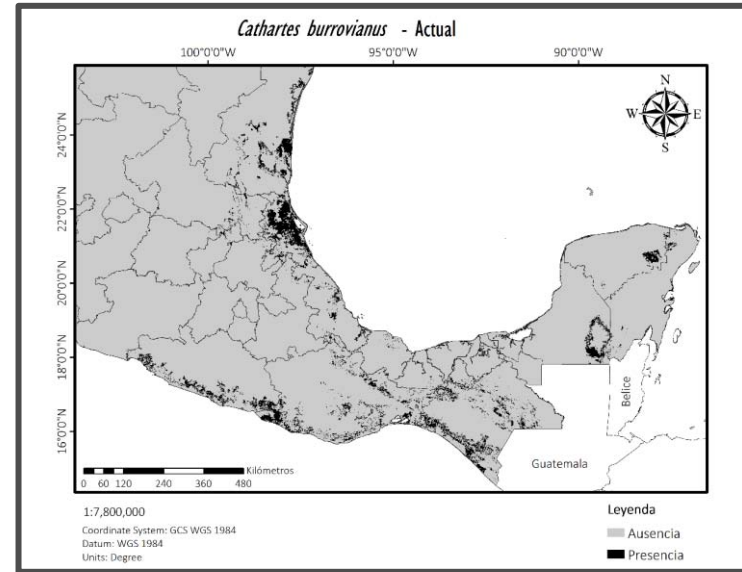 Cathartes burrovianus - Actual
100°0'0"W
95°0'0"W
90°0'0"W
N
W
E
S
24°0'0"N
22°0'0"N
20°0'0"N
18°0'0"N
16°0'0"N
Belice
Guatemala
Kilómetros
0 60 120 240 360 480
1:7,800,000
Coordinate System: GCS WGS 1984
Datum: WGS 1984
Units: Degree
Leyenda
Ausencia
Presencia